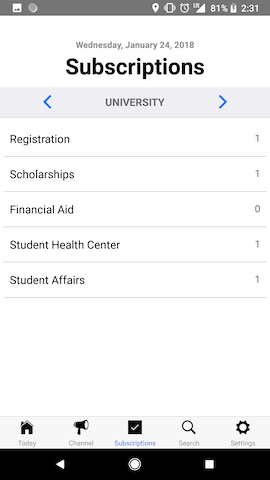 LTE 81% 2:31
Wednesday, January 24, 2018
Subscriptions
UNIVERSITY
Registration 1
Scholarships 1
Financial Aid 0
Student Health Center 1
Student Affairs 1
Today Channel Subscriptions Search Settings